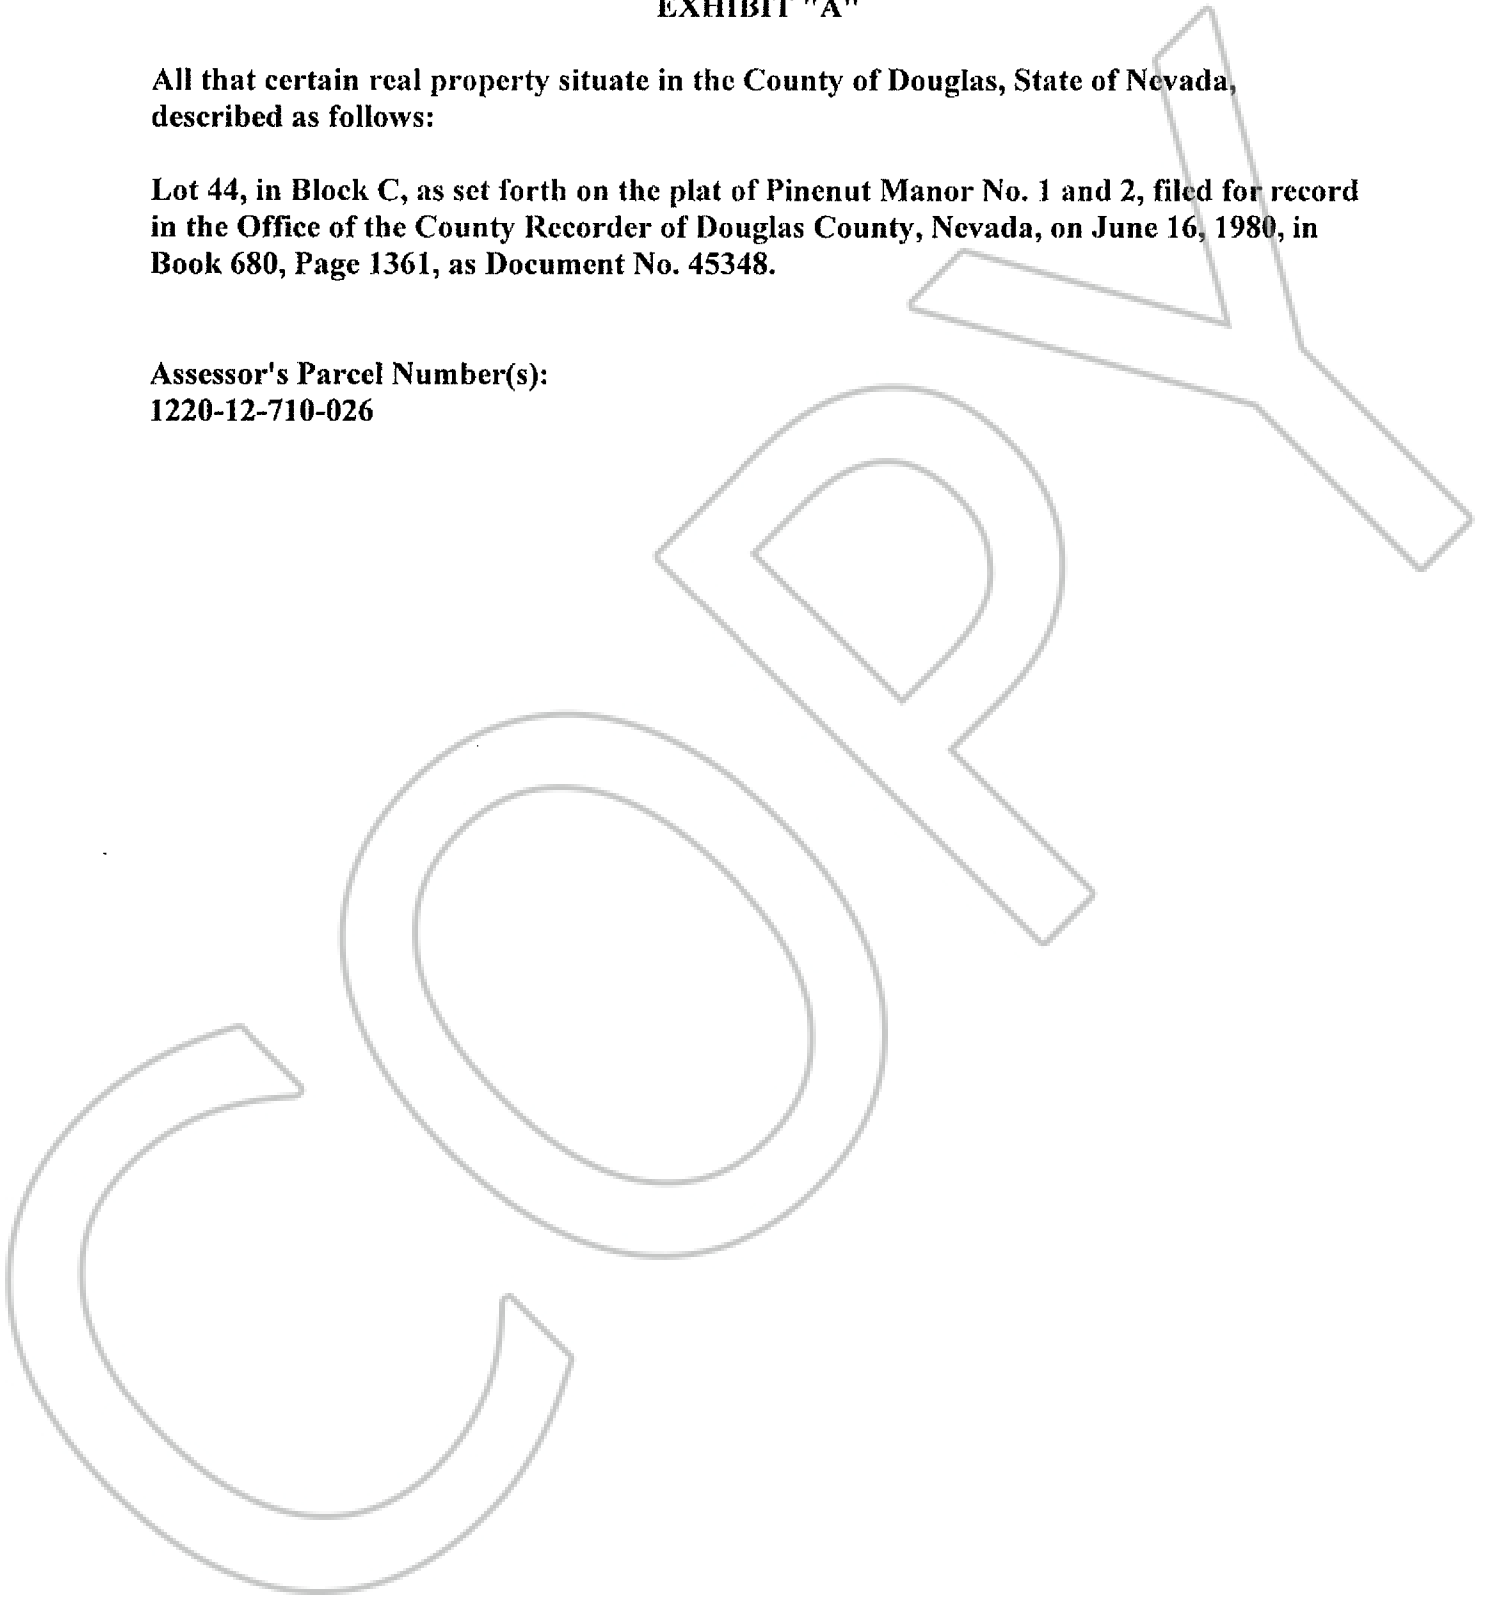 EXHIBIT "A"
All that certain real property situate in the County of Douglas, State of Nevada,
described as follows:
Lot 44, in Block C, as set forth on the plat of Pinenut Manor No. 1 and 2, filed for record
in the Office of the County Recorder of Douglas County, Nevada, on June 16, 1980, in
Book 680, Page 1361, as Document No. 45348.
Assessor's Parcel Number(s):
1220-12-710-026
COPY